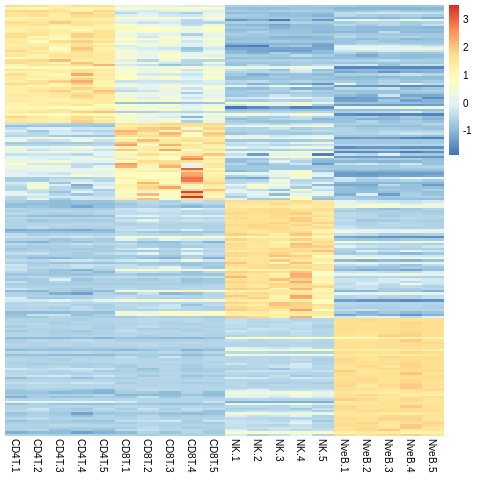 3
2
1
0
-1
CD4T.1
CD4T.2
CD4T.3
CD4T.4
CD4T.5
CD8T.1
CD8T.2
CD8T.3
CD8T.4
CD8T.5
NK.1
NK.2
NK.3
NK.4
NK.5
NveB.1
NveB.2
NveB.3
NveB.4
NveB.5